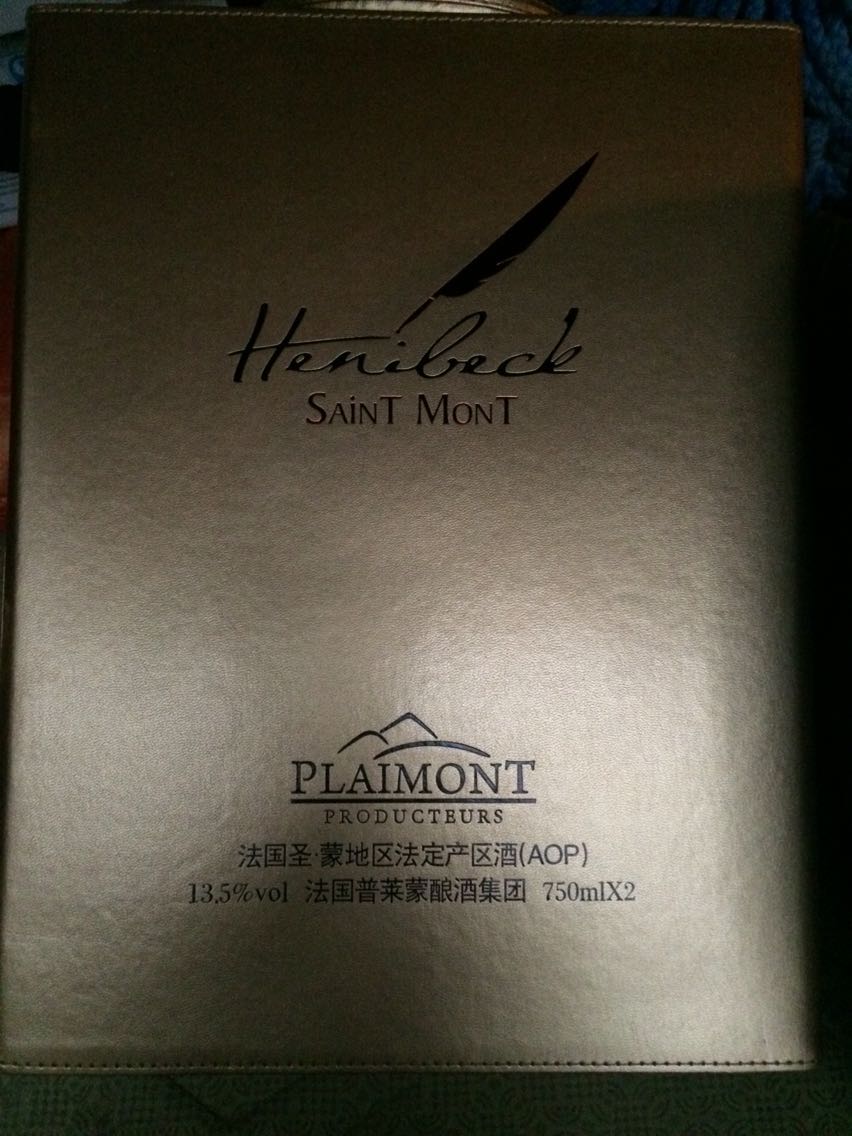 Henibeck
SAiNT MONT
PLAIMONT
PRODUCTEURS
法国圣·蒙地区法定产区酒(AOP)
13.5%vol 法国普莱蒙酿酒集团 750mlX2